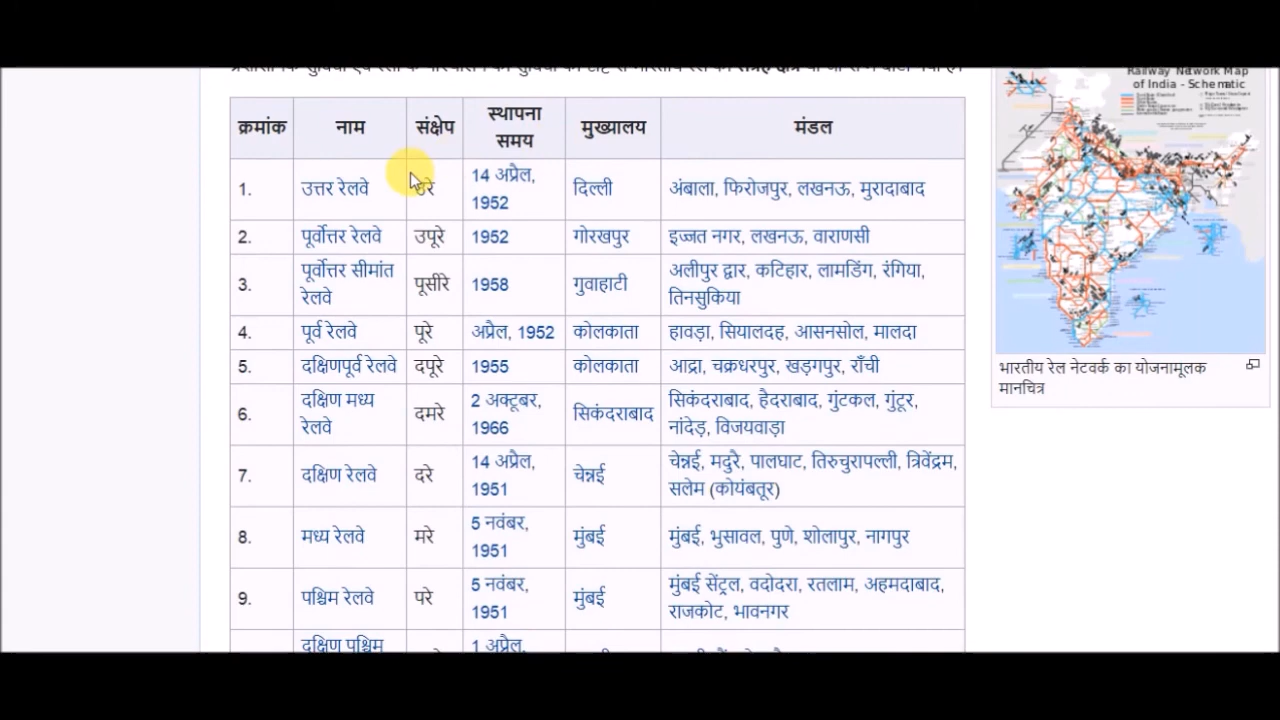 क्रमांक नाम संक्षेप स्थापना समय मुख्यालय मंडल
1. उत्तर रेलवे उरे 14 अप्रैल, 1952 दिल्ली अंबाला, फिरोजपुर, लखनऊ, मुरादाबाद
2. पूर्वोत्तर रेलवे उपूरे 1952 गोरखपुर इज्जत नगर, लखनऊ, वाराणसी
3. पूर्वोत्तर सीमांत रेलवे पूसीरे 1958 गुवाहाटी अलीपुर द्वार, कटिहार, लामडिंग, रंगिया, तिनसुकिया
4. पूर्व रेलवे पूरे अप्रैल, 1952 कोलकाता हावड़ा, सियालदह, आसनसोल, मालदा
5. दक्षिणपूर्व रेलवे दपूरे 1955 कोलकाता आद्रा, चक्रधरपुर, खड़गपुर, राँची
6. दक्षिण मध्य रेलवे दमरे 2 अक्टूबर, 1966 सिकंदराबाद सिकंदराबाद, हैदराबाद, गुंटकल, गुंटूर, नांदेड़, विजयवाड़ा
7. दक्षिण रेलवे दरे 14 अप्रैल, 1951 चेन्नई चेन्नई, मदुरै, पालघाट, तिरुचुरापल्ली, त्रिवेंद्रम, सलेम (कोयंबतूर)
8. मध्य रेलवे मरे 5 नवंबर, 1951 मुंबई मुंबई, भुसावल, पुणे, शोलापुर, नागपुर
9. पश्चिम रेलवे परे 5 नवंबर, 1951 मुंबई मुंबई सेंट्रल, वदोदरा, रतलाम, अहमदाबाद, राजकोट, भावनगर
दक्षिण पश्चिम 1 अप्रैल,
Railway Network Map
of India - Schematic
भारतीय रेल नेटवर्क का योजनामूलक
मानचित्र